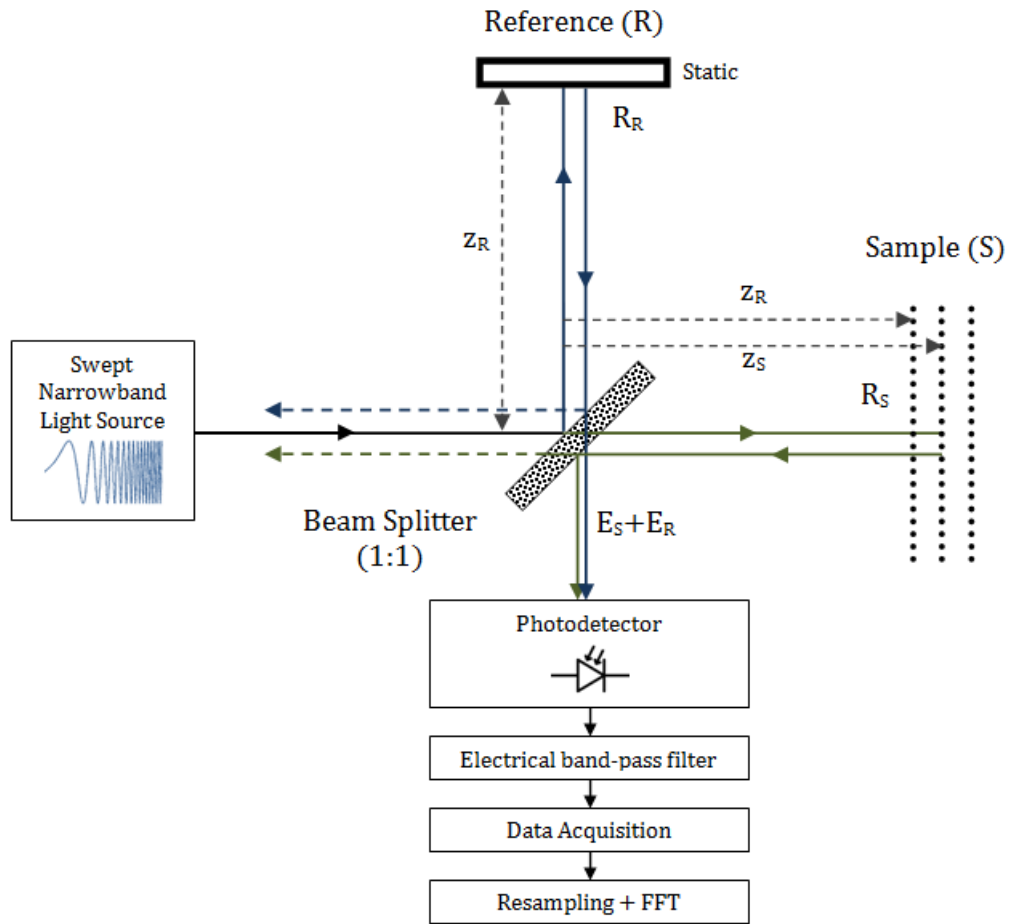 Reference (R)
Static
R_R
z_R
Sample (S)
z_R
z_S
Swept
Narrowband
Light Source
R_S
Beam Splitter
(1:1)
E_S+E_R
Photodetector
Electrical band-pass filter
Data Acquisition
Resampling + FFT